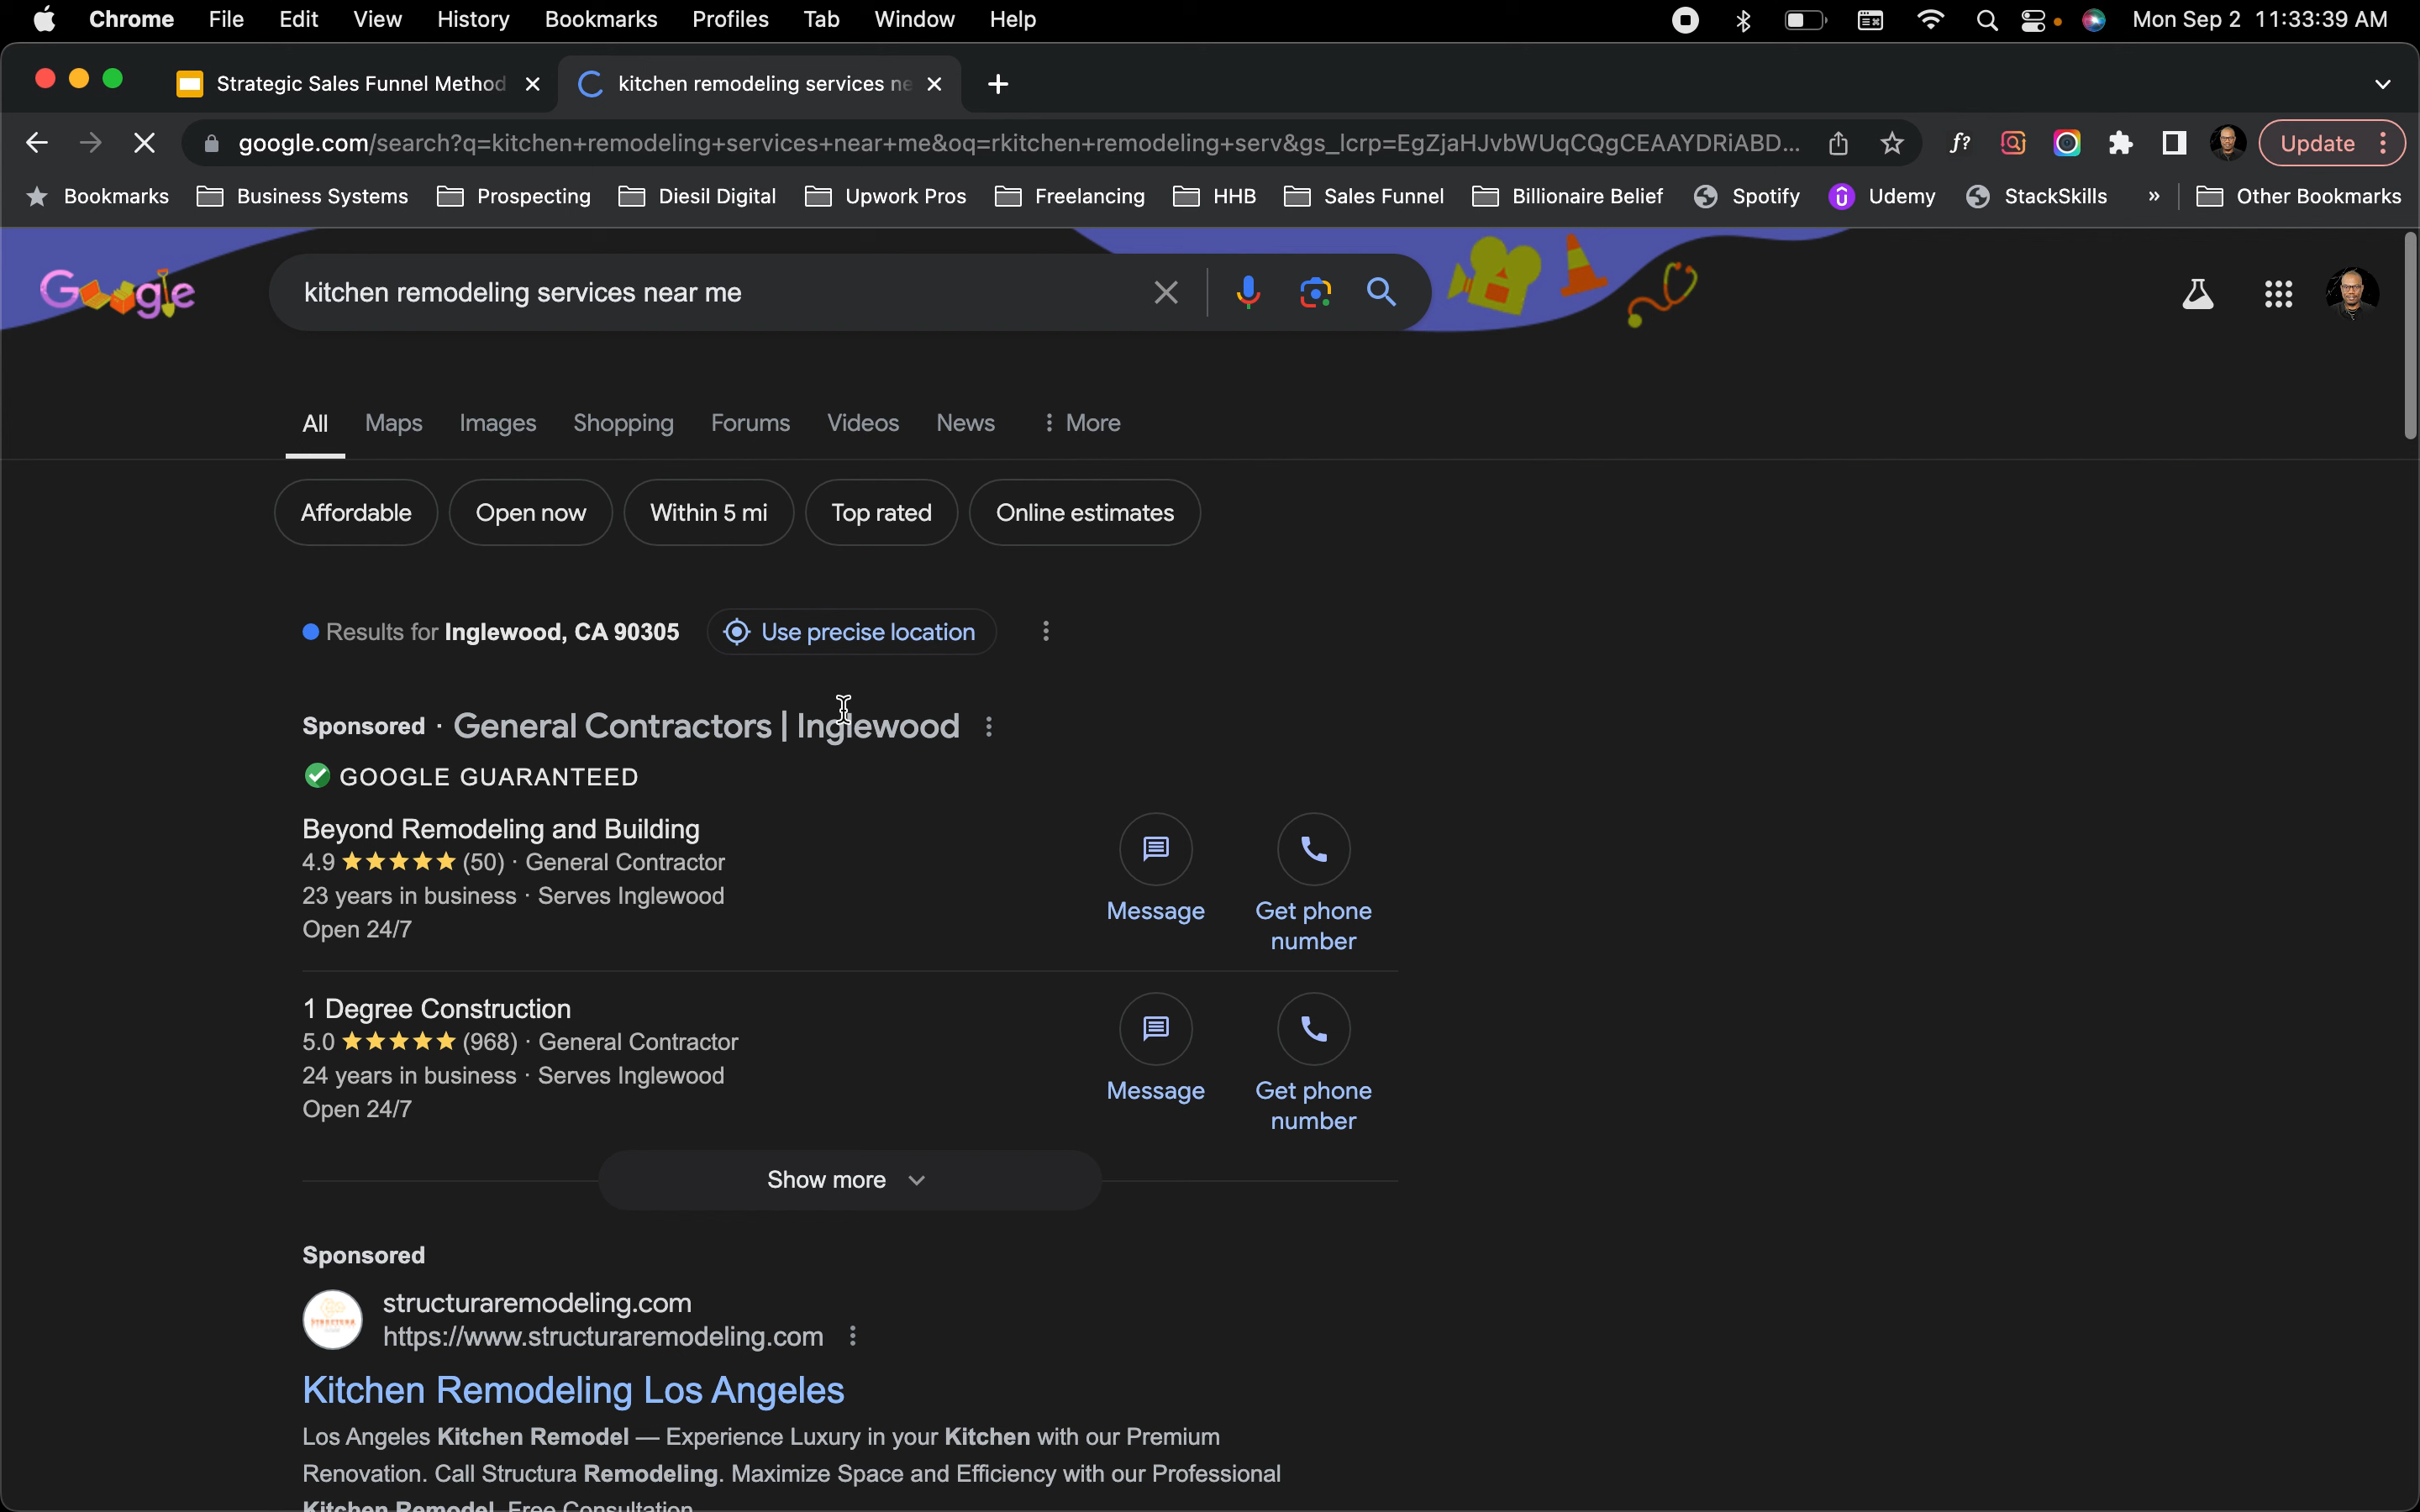 Chrome File Edit View History Bookmarks Profiles Tab Window Help Mon Sep 2 11:33:39 AM
Strategic Sales Funnel Method kitchen remodeling services ne
google.com/search?q=kitchen+remodeling+services+near+me&oq=rkitchen+remodeling+serv&gs_lcrp=EgZjaHJvbWUqCQgCEAAYDRiABD... Update
Bookmarks Business Systems Prospecting Diesil Digital Upwork Pros Freelancing HHB Sales Funnel Billionaire Belief Spotify Udemy StackSkills » Other Bookmarks
Google kitchen remodeling services near me
All Maps Images Shopping Forums Videos News More
Affordable Open now Within 5 mi Top rated Online estimates
Results for Inglewood, CA 90305 Use precise location
Sponsored · General Contractors | Inglewood
GOOGLE GUARANTEED
Beyond Remodeling and Building
4.9 (50) · General Contractor
23 years in business · Serves Inglewood
Open 24/7
Message
Get phone
number
1 Degree Construction
5.0 (968) · General Contractor
24 years in business · Serves Inglewood
Open 24/7
Message
Get phone
number
Show more
Sponsored
structuraremodeling.com
https://www.structuraremodeling.com
Kitchen Remodeling Los Angeles
Los Angeles Kitchen Remodel — Experience Luxury in your Kitchen with our Premium
Renovation. Call Structura Remodeling. Maximize Space and Efficiency with our Professional
Kitchen Remodel. Free Consultation.